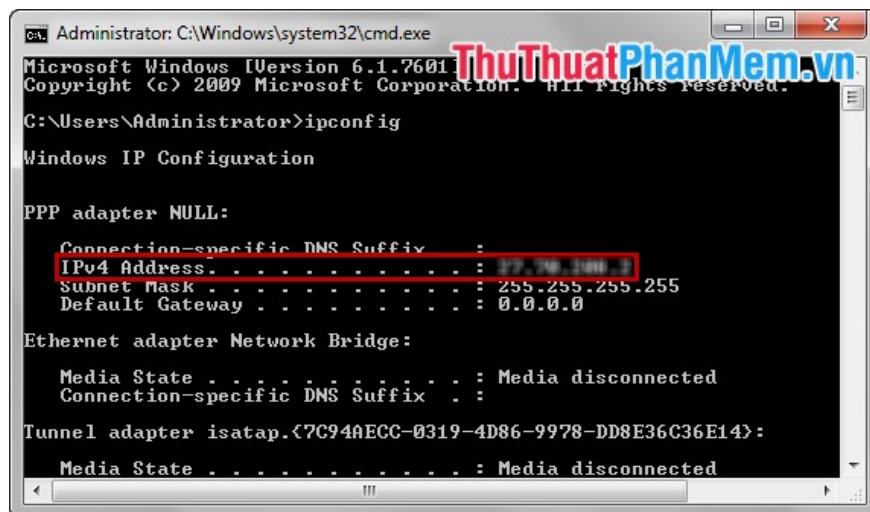 Administrator: C:\Windows\system32\cmd.exe
ThuThuatPhanMem.vn
Microsoft Windows [Version 6.1.7601]
Copyright (c) 2009 Microsoft Corporation. All rights reserved.
C:\Users\Administrator>ipconfig
Windows IP Configuration
PPP adapter NULL:
Connection-specific DNS Suffix . :
IPv4 Address. . . . . . . . . . . :
Subnet Mask . . . . . . . . . . . : 255.255.255.255
Default Gateway . . . . . . . . . : 0.0.0.0
Ethernet adapter Network Bridge:
Media State . . . . . . . . . . . : Media disconnected
Connection-specific DNS Suffix . :
Tunnel adapter isatap.{7C94AECC-0319-4D86-9978-DD8E36C36E14}:
Media State . . . . . . . . . . . : Media disconnected